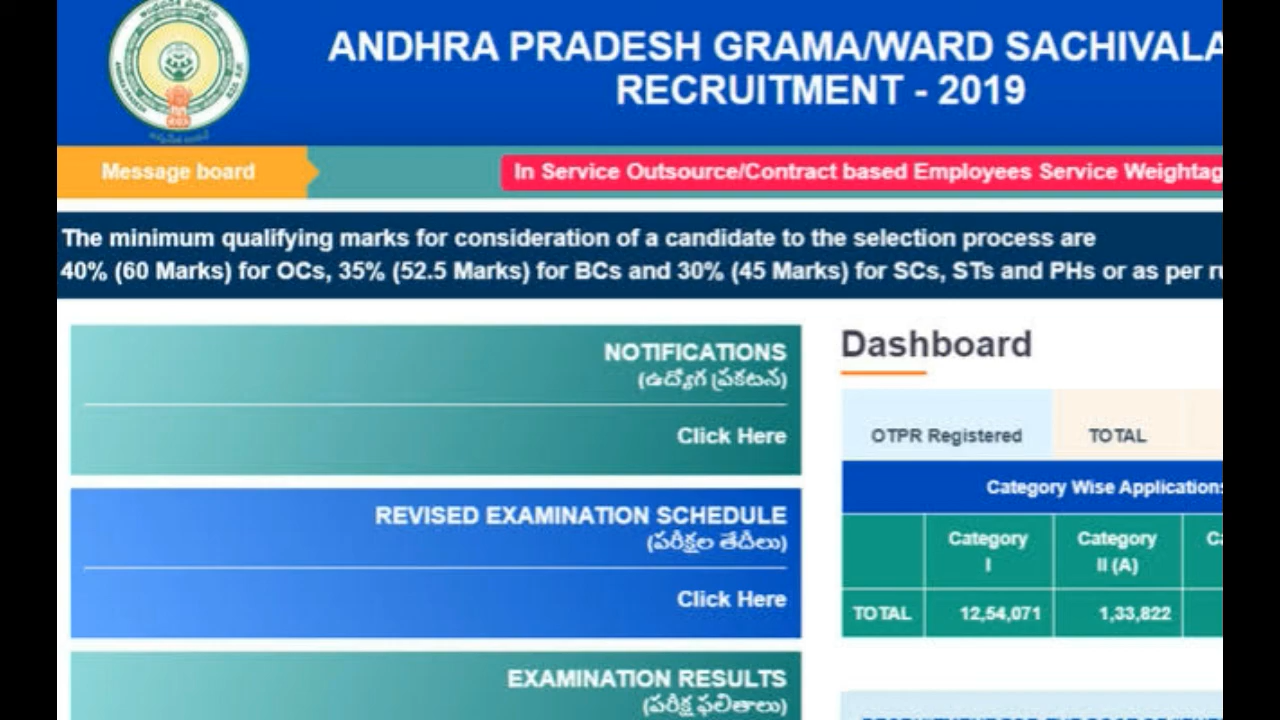 ANDHRA PRADESH GRAMA/WARD SACHIVALA
RECRUITMENT - 2019
Message board
In Service Outsource/Contract based Employees Service Weightag
The minimum qualifying marks for consideration of a candidate to the selection process are
40% (60 Marks) for OCs, 35% (52.5 Marks) for BCs and 30% (45 Marks) for SCs, STs and PHs or as per ru
NOTIFICATIONS
(ఉద్యోగ ప్రకటన)
Click Here
REVISED EXAMINATION SCHEDULE
(పరీక్షల తేదీలు)
Click Here
EXAMINATION RESULTS
(పరీక్ష ఫలితాలు)
Dashboard
OTPR Registered TOTAL
Category Wise Applications
Category I Category II (A) Ca
TOTAL 12,54,071 1,33,822